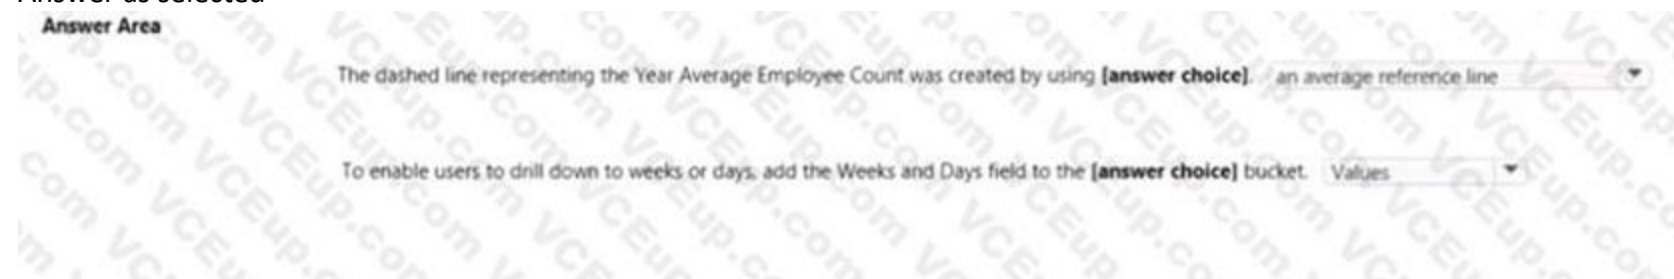 Answer as selected
Answer Area
The dashed line representing the Year Average Employee Count was created by using [answer choice]. an average reference line
To enable users to drill down to weeks or days, add the Weeks and Days field to the [answer choice] bucket. Values